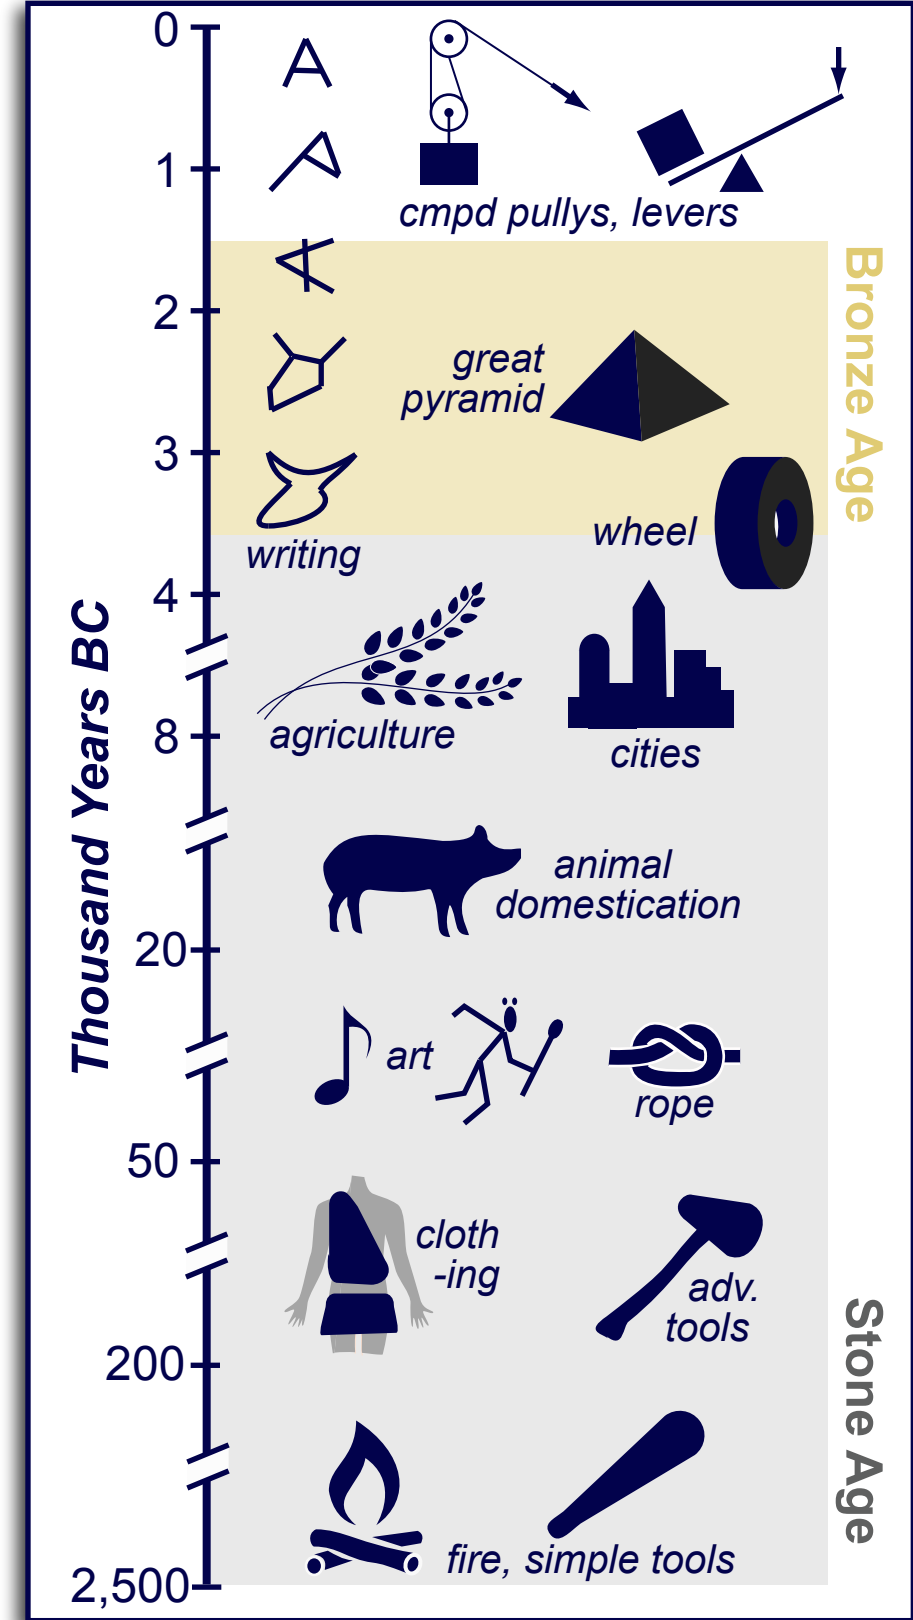 0
cmpd pullys, levers
1
Bronze Age
2
great
pyramid
3
wheel
writing
4
Thousand Years BC
agriculture
cities
8
animal
domestication
20
art
rope
50
cloth
-ing
adv.
tools
200
Stone Age
fire, simple tools
2,500